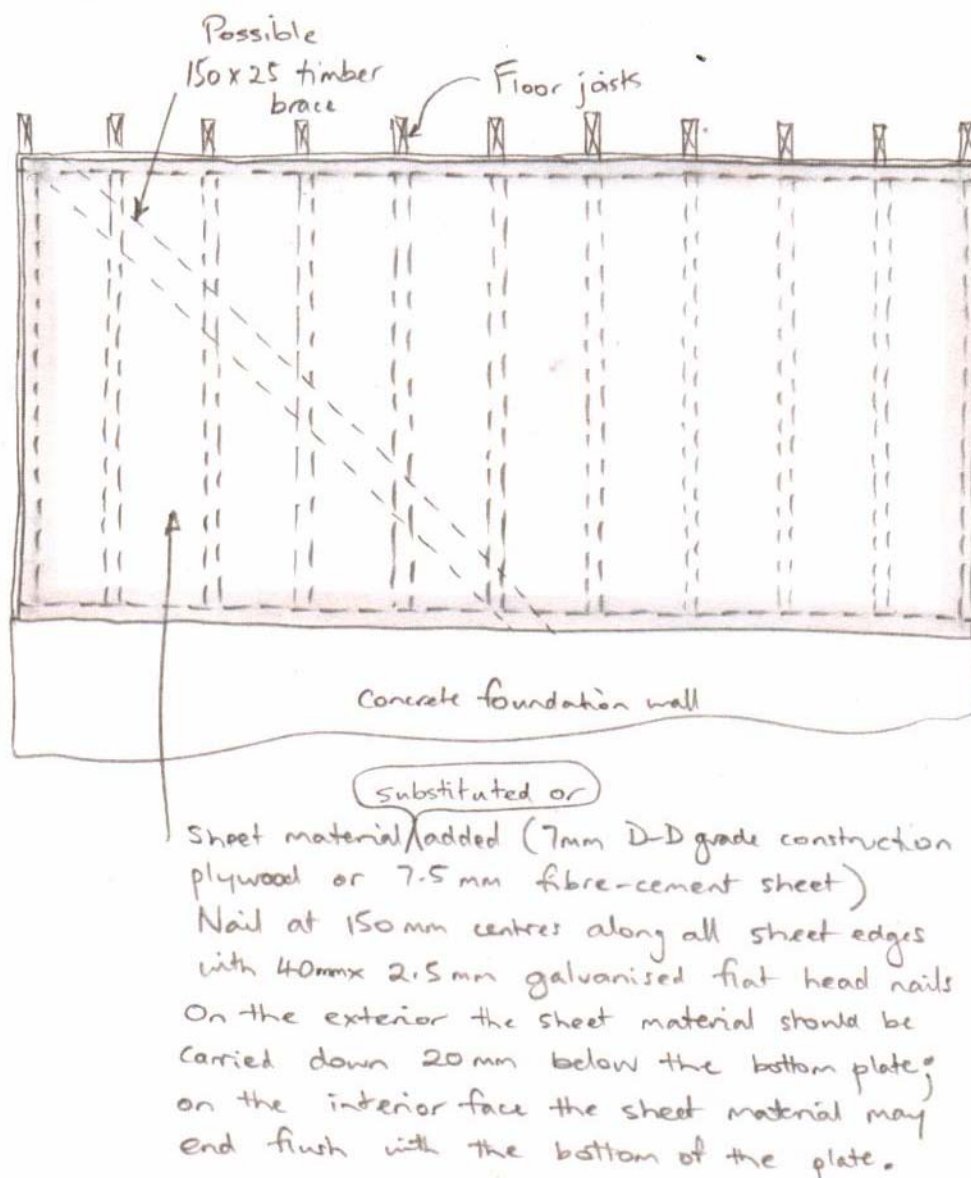 Possible
150 x 25 timber
brace
Floor joists
Concrete foundation wall
substituted or
Sheet material added (7mm D-D grade construction
plywood or 7.5 mm fibre-cement sheet)
Nail at 150 mm centres along all sheet edges
with 40mm x 2.5 mm galvanised flat head nails
On the exterior the sheet material should be
carried down 20 mm below the bottom plate;
on the interior face the sheet material may
end flush with the bottom of the plate.